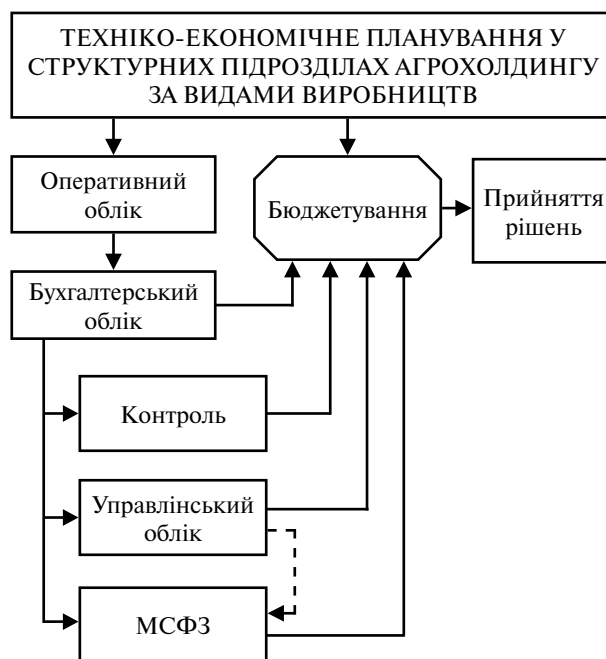 ТЕХНІКО-ЕКОНОМІЧНЕ ПЛАНУВАННЯ У
СТРУКТУРНИХ ПІДРОЗДІЛАХ АГРОХОЛДИНГУ
ЗА ВИДАМИ ВИРОБНИЦТВ
Оперативний
облік
Бюджетування
Прийняття
рішень
Бухгалтерський
облік
Контроль
Управлінський
облік
МСФЗ